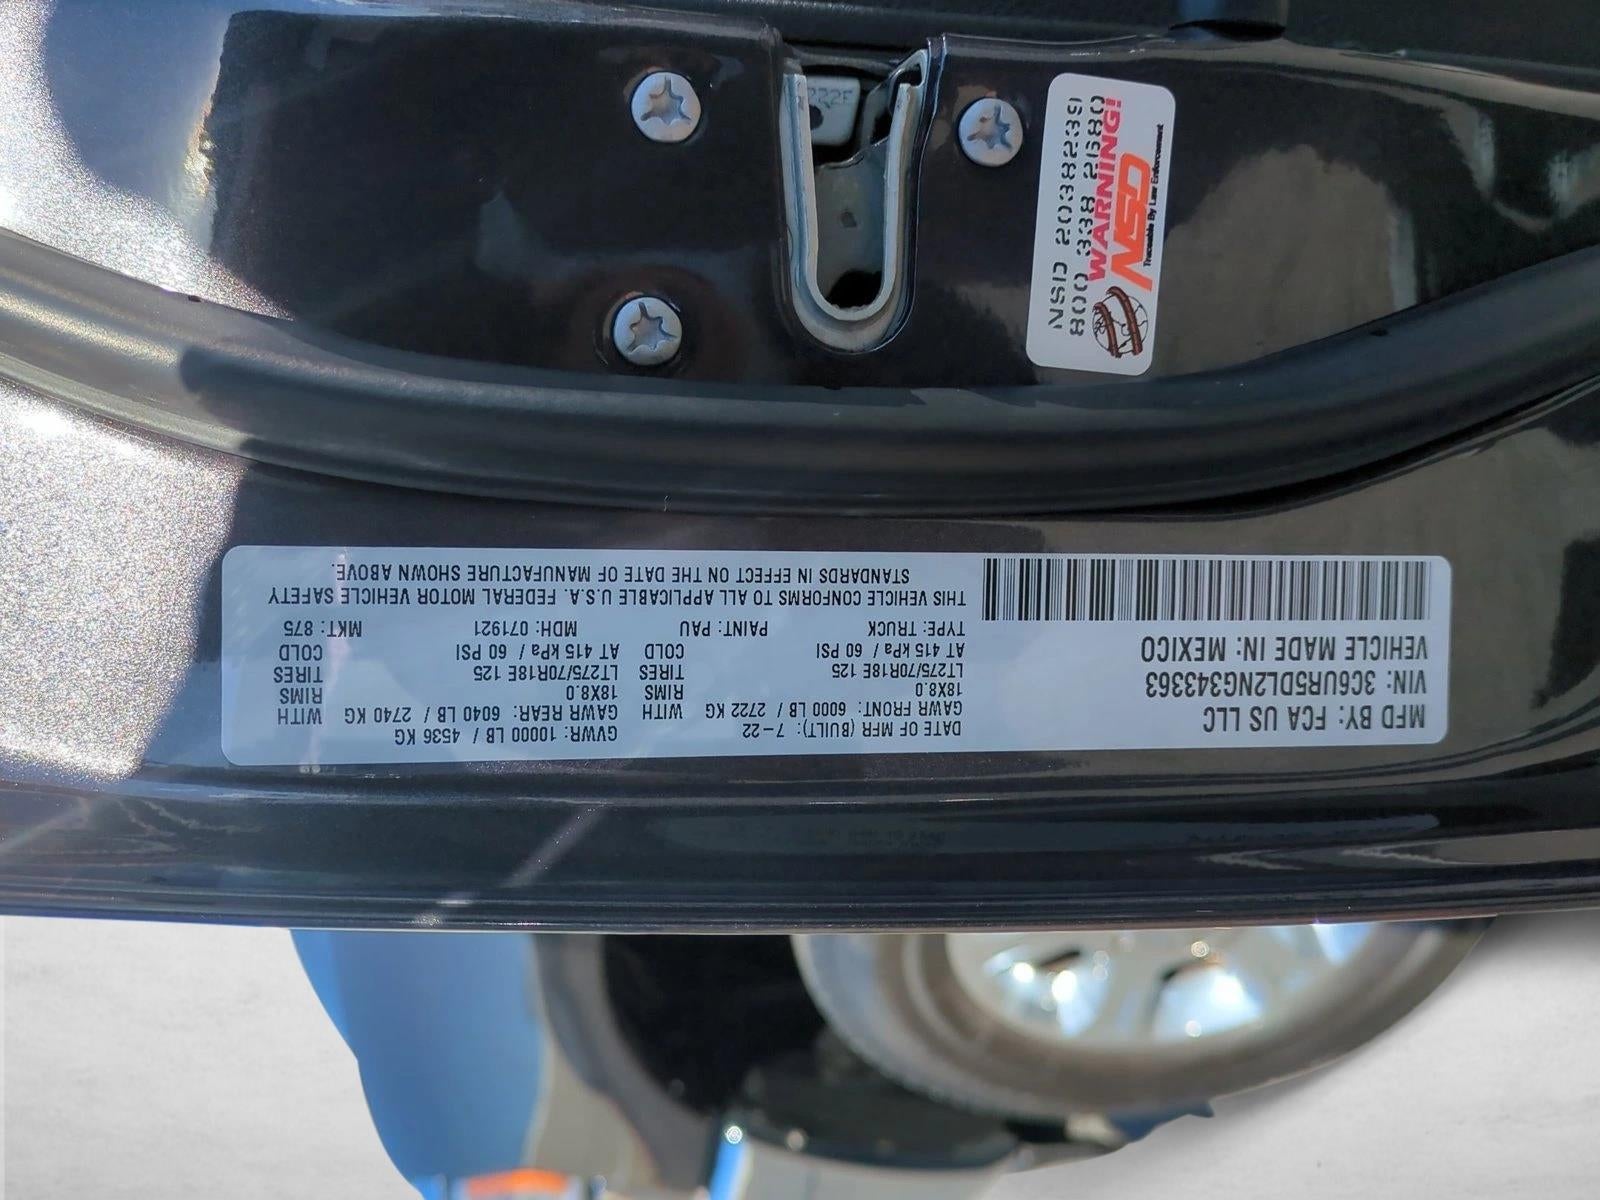 NSD 2038239
800 338 2680
WARNING!
NSD
Traceable By Law Enforcement
MFD BY: FCA US LLC
VIN: 3C6UR5DL2NG343363
VEHICLE MADE IN: MEXICO
DATE OF MFR (BUILT): 7-22
GVWR: 10000 LB / 4536 KG
GAWR FRONT: 6000 LB / 2722 KG
WITH
GAWR REAR: 6040 LB / 2740 KG
WITH
18X8.0
RIMS
18X8.0
RIMS
LT275/70R18E 125
TIRES
LT275/70R18E 125
TIRES
AT 415 kPa / 60 PSI
COLD
AT 415 kPa / 60 PSI
COLD
TYPE: TRUCK
PAINT: PAU
MDH: 071921
MKT: 875
THIS VEHICLE CONFORMS TO ALL APPLICABLE U.S.A. FEDERAL MOTOR VEHICLE SAFETY
STANDARDS IN EFFECT ON THE DATE OF MANUFACTURE SHOWN ABOVE.